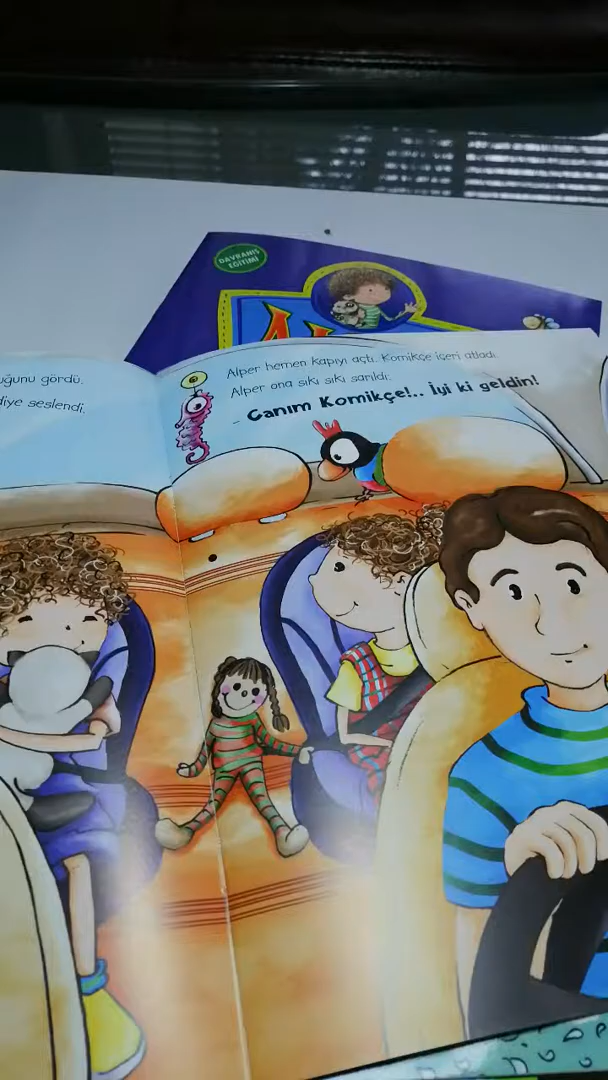 DAVRANIŞ
EĞİTİMİ
gördü.
diye seslendi.
Alper hemen kapıyı açtı. Komikçe içeri atladı.
Alper ona sıkı sıkı sarıldı.
- Canım Komikçe!.. İyi ki geldin!